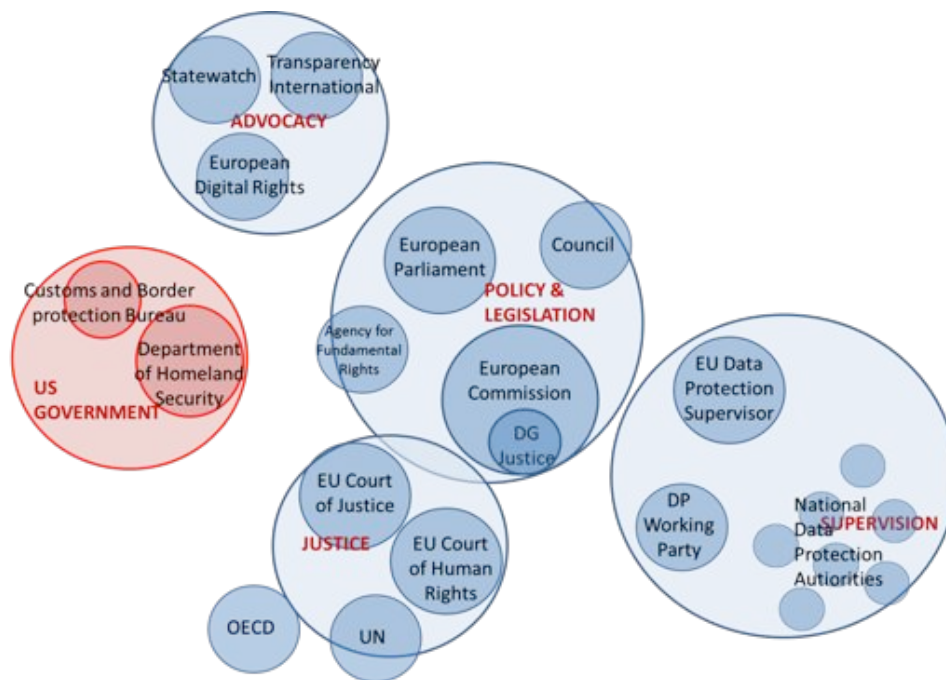 Statewatch
Transparency
International
ADVOCACY
European
Digital Rights
European
Parliament
Council
POLICY &
LEGISLATION
Agency for
Fundamental
Rights
European
Commission
DG
Justice
Customs and Border
protection Bureau
Department
of Homeland
Security
US
GOVERNMENT
EU Data
Protection
Supervisor
DP
Working
Party
National
Data
Protection
Autiorities
SUPERVISION
EU Court
of Justice
JUSTICE
EU Court
of Human
Rights
OECD
UN